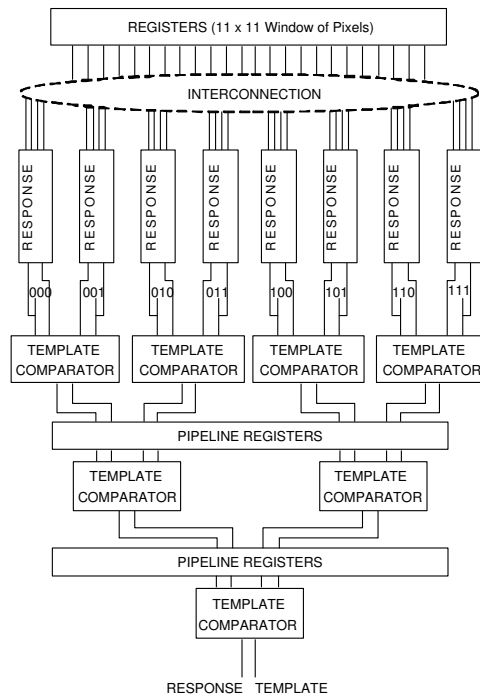 REGISTERS (11 x 11 Window of Pixels)
INTERCONNECTION
RESPONSE RESPONSE RESPONSE RESPONSE RESPONSE RESPONSE RESPONSE RESPONSE
000 001 010 011 100 101 110 111
TEMPLATE TEMPLATE TEMPLATE TEMPLATE
COMPARATOR COMPARATOR COMPARATOR COMPARATOR
PIPELINE REGISTERS
TEMPLATE TEMPLATE
COMPARATOR COMPARATOR
PIPELINE REGISTERS
TEMPLATE
COMPARATOR
RESPONSE TEMPLATE